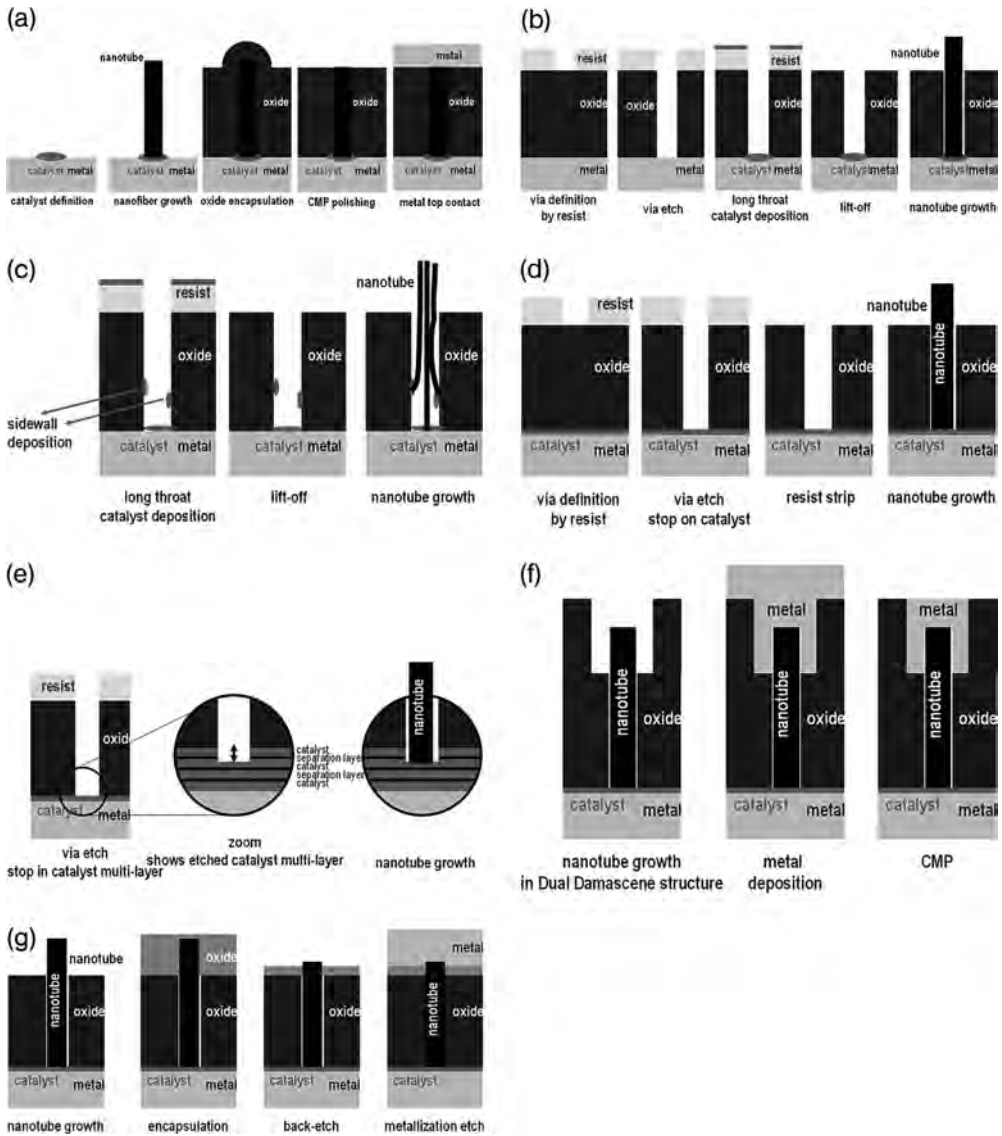 (a)
nanotube
metal
oxide
oxide
oxide
catalyst metal
catalyst metal
catalyst metal
catalyst metal
catalyst metal
catalyst definition
nanofiber growth
oxide encapsulation
CMP polishing
metal top contact
(b)
nanotube
resist
resist
resist
oxide
oxide
oxide
oxide
oxide
metal
metal
catalyst metal
catalyst metal
catalyst metal
via definition
by resist
via etch
long throat
catalyst deposition
lift-off
nanotube growth
(c)
nanotube
resist
oxide
oxide
oxide
sidewall
deposition
catalyst metal
catalyst metal
catalyst metal
long throat
catalyst deposition
lift-off
nanotube growth
(d)
resist
nanotube
nanotube
oxide
oxide
oxide
oxide
catalyst metal
catalyst metal
catalyst metal
catalyst metal
via definition
by resist
via etch
stop on catalyst
resist strip
nanotube growth
(e)
resist
oxide
catalyst metal
catalyst
separation layer
catalyst
separation layer
catalyst
nanotube
via etch
stop in catalyst multi-layer
zoom
shows etched catalyst multi-layer
nanotube growth
(f)
metal
metal
nanotube
nanotube
nanotube
oxide
oxide
oxide
catalyst metal
catalyst metal
catalyst metal
nanotube growth
in Dual Damascene structure
metal
deposition
CMP
(g)
nanotube
nanotube
oxide
metal
nanotube
oxide
oxide
oxide
oxide
catalyst metal
catalyst metal
catalyst metal
catalyst metal
nanotube growth
encapsulation
back-etch
metallization etch